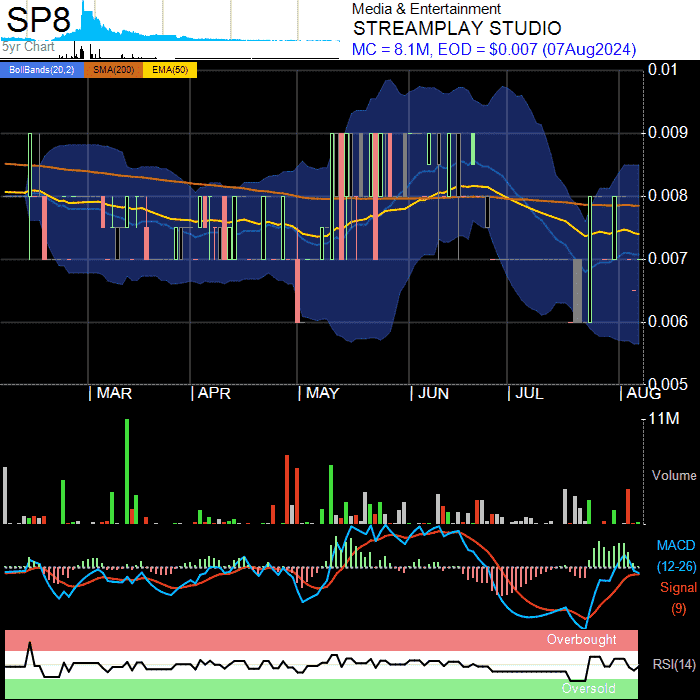 SP8
5yr Chart
Media & Entertainment
STREAMPLAY STUDIO
MC = 8.1M, EOD = $0.007 (07Aug2024)
BollBands(20,2) SMA(200) EMA(50)
0.01
0.009
0.008
0.007
0.006
0.005
MAR APR MAY JUN JUL AUG
11M
Volume
MACD
(12-26)
Signal
(9)
Overbought
RSI(14)
Oversold